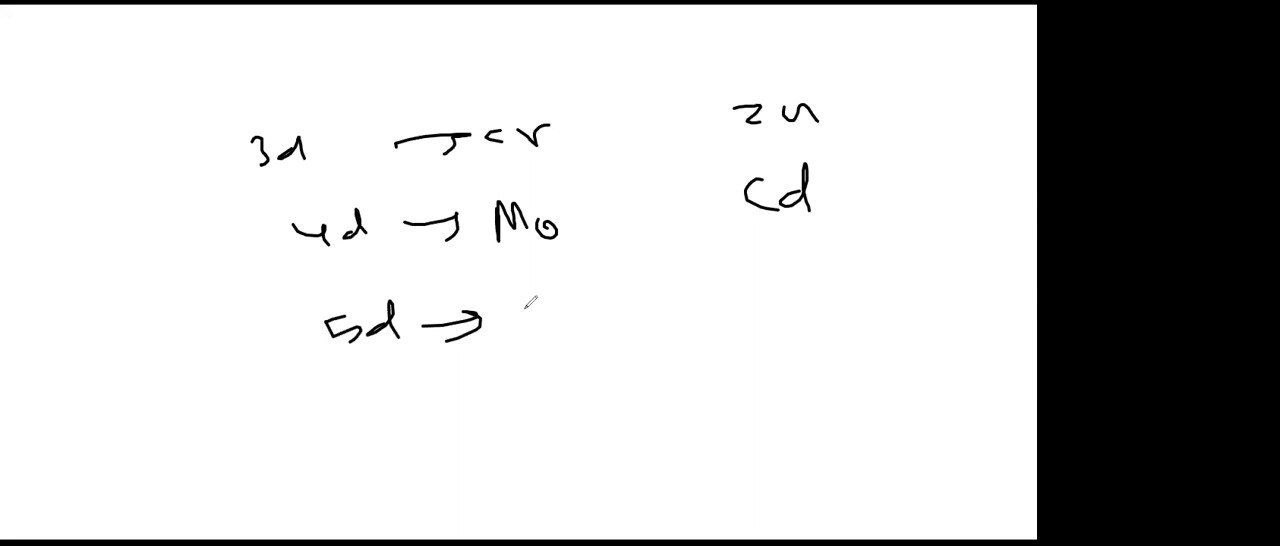 3d → Cr Zn
4d → Mo Cd
5d →